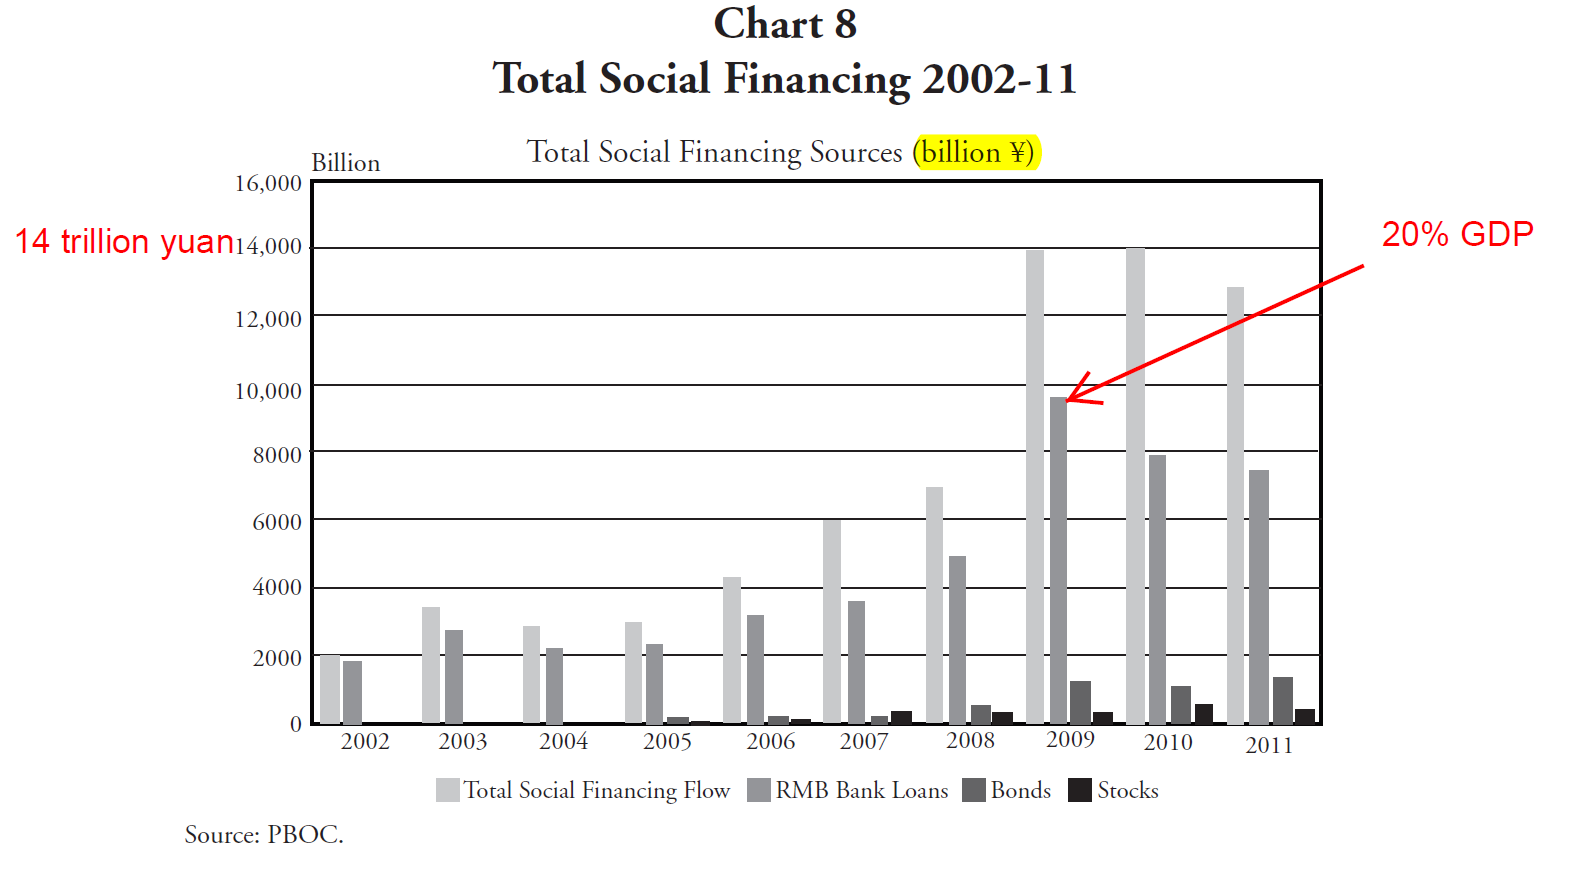 Chart 8
Total Social Financing 2002-11
Total Social Financing Sources (billion ¥)
Billion
16,000
14 trillion yuan
14,000
20% GDP
12,000
10,000
8000
6000
4000
2000
0
2002 2003 2004 2005 2006 2007 2008 2009 2010 2011
Total Social Financing Flow RMB Bank Loans Bonds Stocks
Source: PBOC.